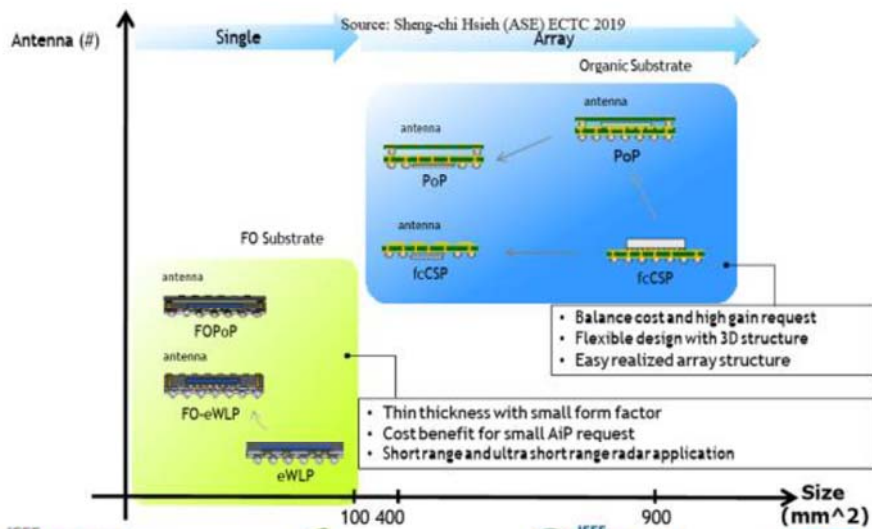 Source: Sheng-chi Hsieh (ASE) ECTC 2019
Antenna (#)
Single
Array
Organic Substrate
antenna
PoP
antenna
PoP
antenna
fcCSP
fcCSP
FO Substrate
antenna
FOPoP
FO-eWLP
eWLP
• Balance cost and high gain request
• Flexible design with 3D structure
• Easy realized array structure
• Thin thickness with small form factor
• Cost benefit for small AiP request
• Short range and ultra short range radar application
100 400
900
Size
(mm^2)